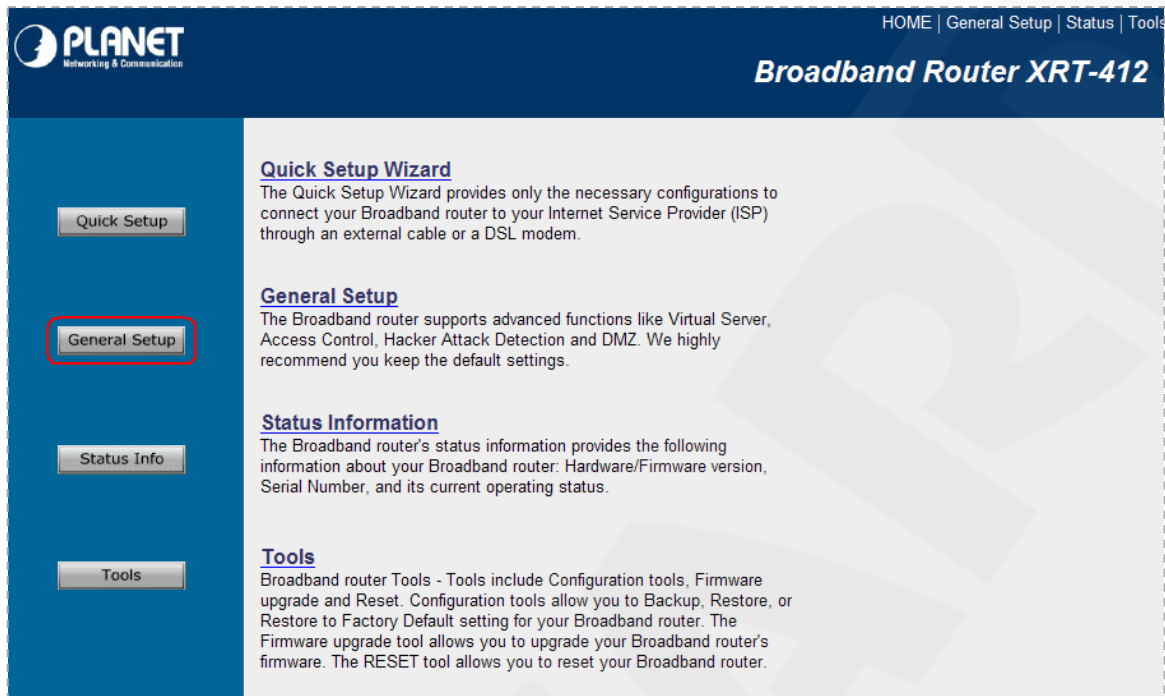 PLANET
Networking & Communication
HOME | General Setup | Status | Tools
Broadband Router XRT-412
Quick Setup
Quick Setup Wizard
The Quick Setup Wizard provides only the necessary configurations to
connect your Broadband router to your Internet Service Provider (ISP)
through an external cable or a DSL modem.
General Setup
General Setup
The Broadband router supports advanced functions like Virtual Server,
Access Control, Hacker Attack Detection and DMZ. We highly
recommend you keep the default settings.
Status Info
Status Information
The Broadband router's status information provides the following
information about your Broadband router: Hardware/Firmware version,
Serial Number, and its current operating status.
Tools
Tools
Broadband router Tools - Tools include Configuration tools, Firmware
upgrade and Reset. Configuration tools allow you to Backup, Restore, or
Restore to Factory Default setting for your Broadband router. The
Firmware upgrade tool allows you to upgrade your Broadband router's
firmware. The RESET tool allows you to reset your Broadband router.